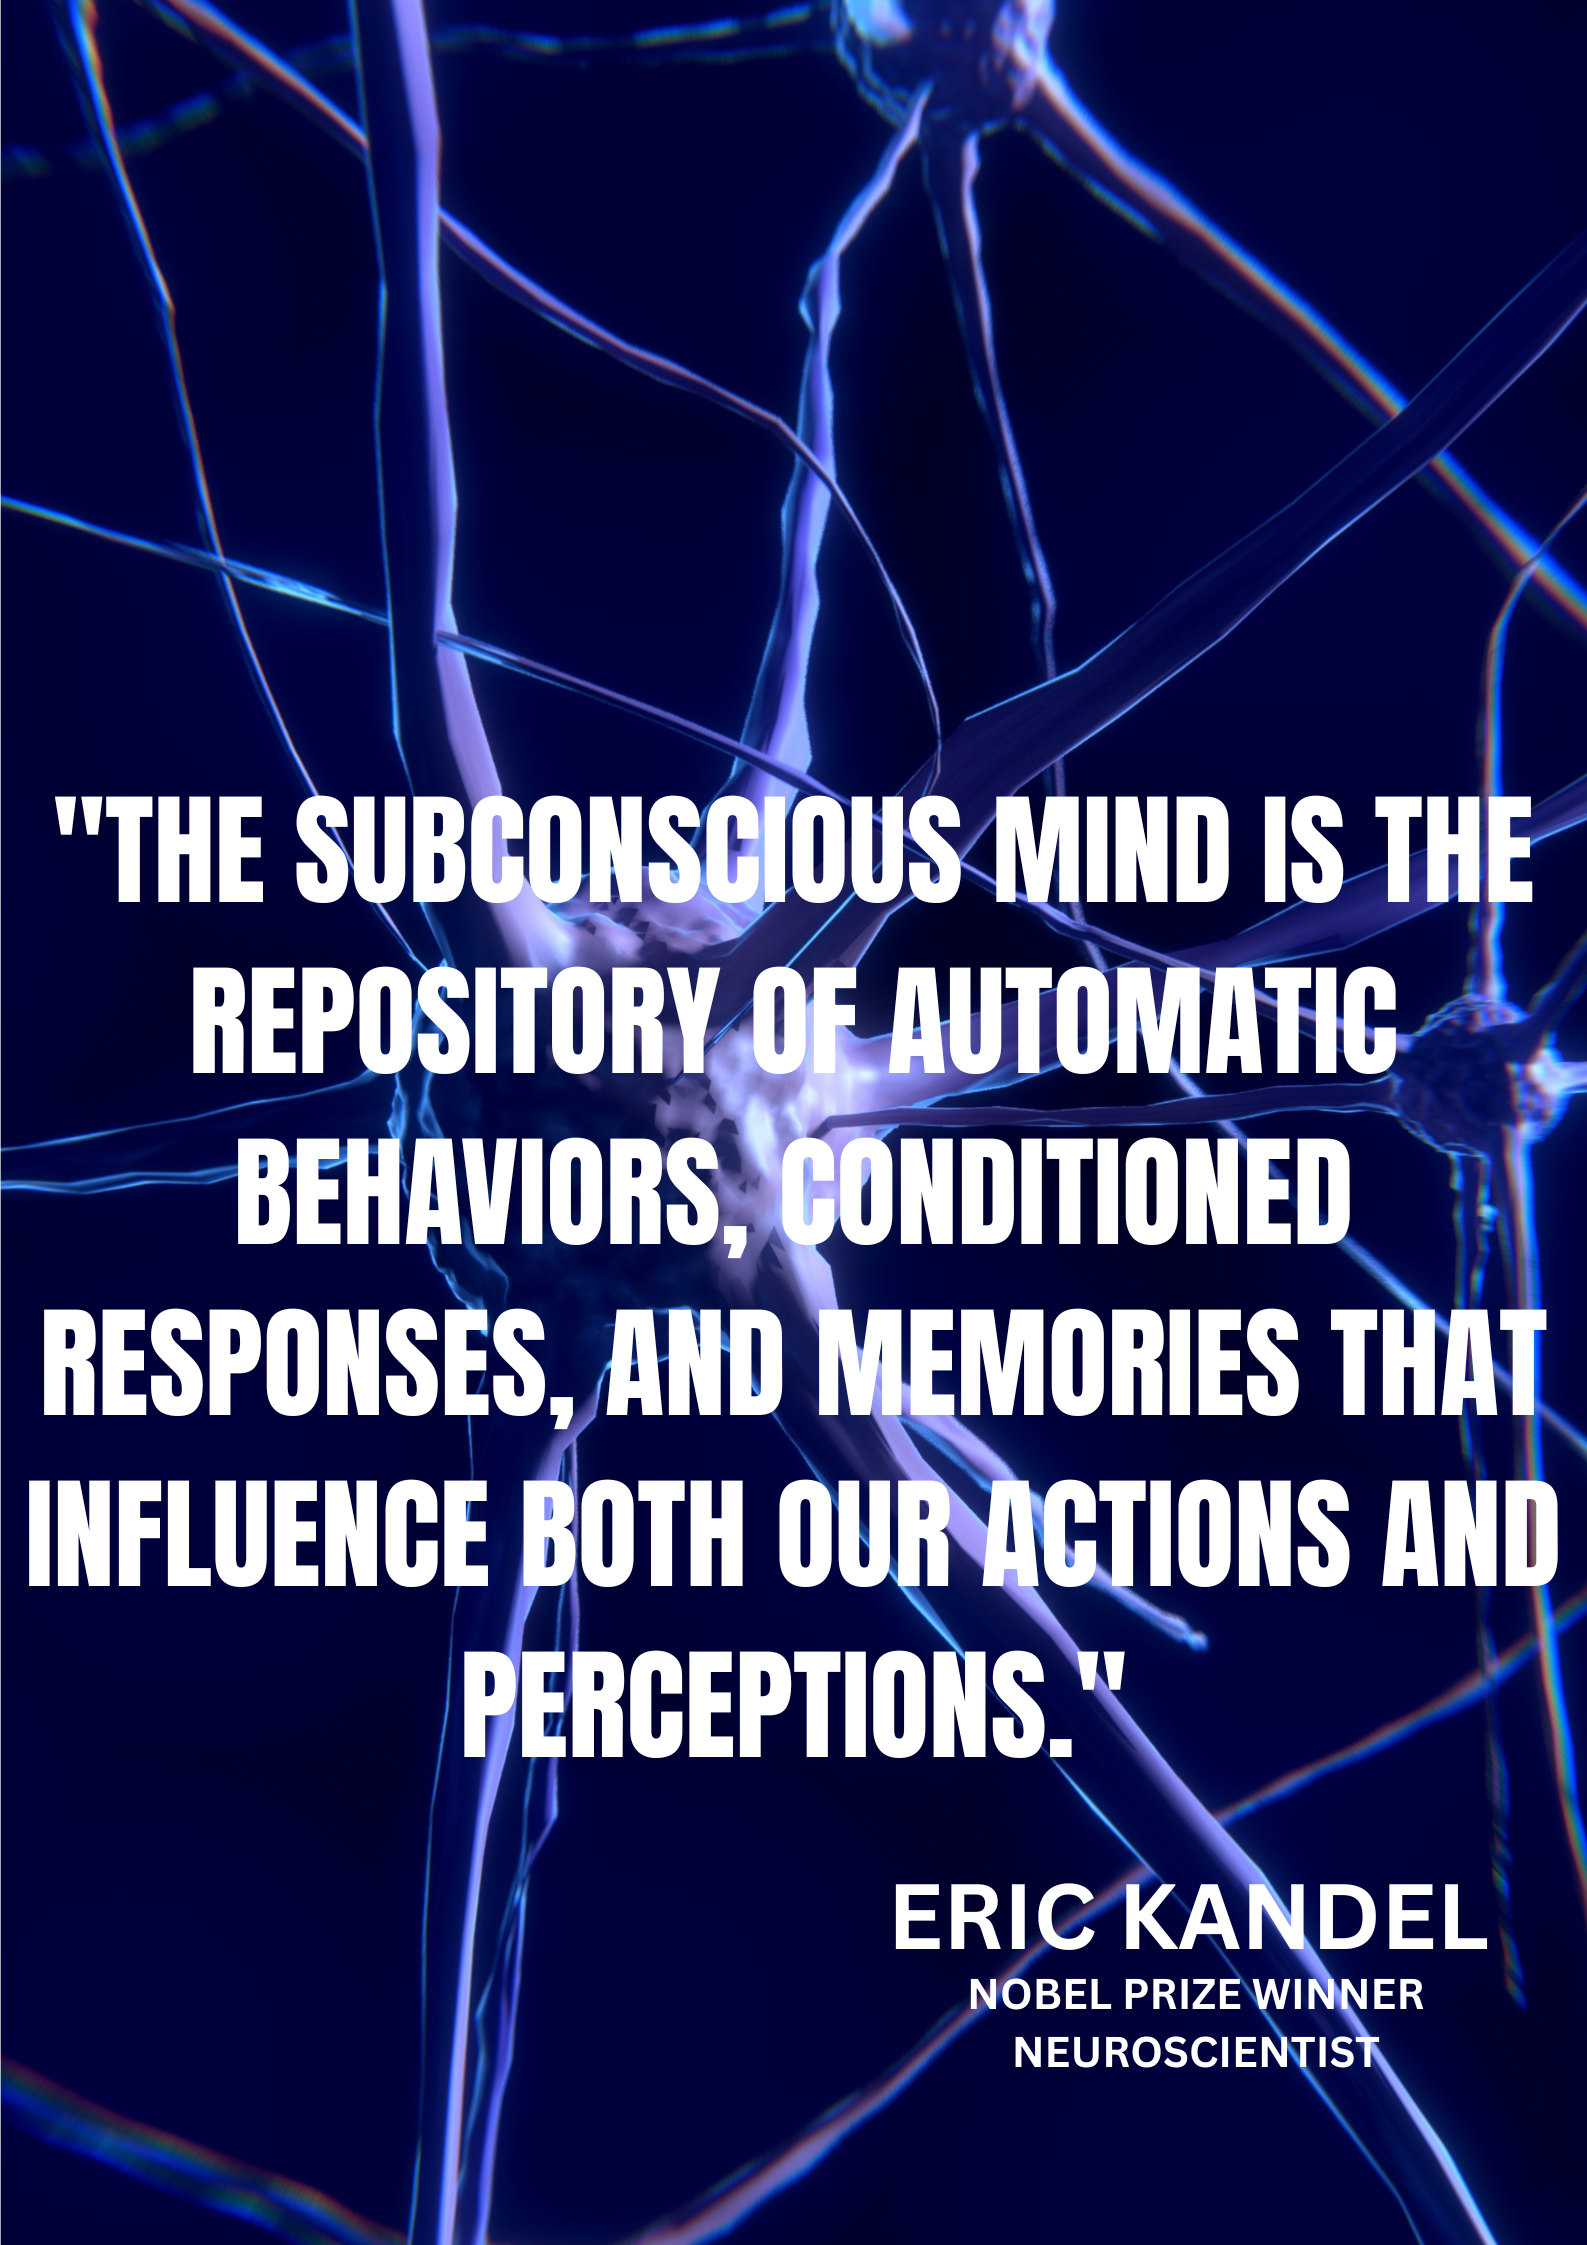 "THE SUBCONSCIOUS MIND IS THE
REPOSITORY OF AUTOMATIC
BEHAVIORS, CONDITIONED
RESPONSES, AND MEMORIES THAT
INFLUENCE BOTH OUR ACTIONS AND
PERCEPTIONS."
ERIC KANDEL
NOBEL PRIZE WINNER
NEUROSCIENTIST